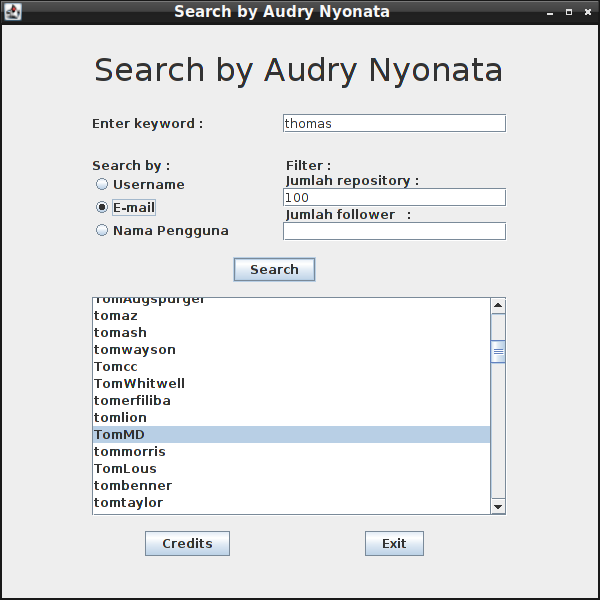 Search by Audry Nyonata
Search by Audry Nyonata
Enter keyword :
thomas
Search by :
Filter :
Username
Jumlah repository :
100
E-mail
Jumlah follower :
Nama Pengguna
Search
TomAugspurger
tomaz
tomash
tomwayson
Tomcc
TomWhitwell
tomerfiliba
tomlion
TomMD
tommorris
TomLous
tombenner
tomtaylor
Credits
Exit